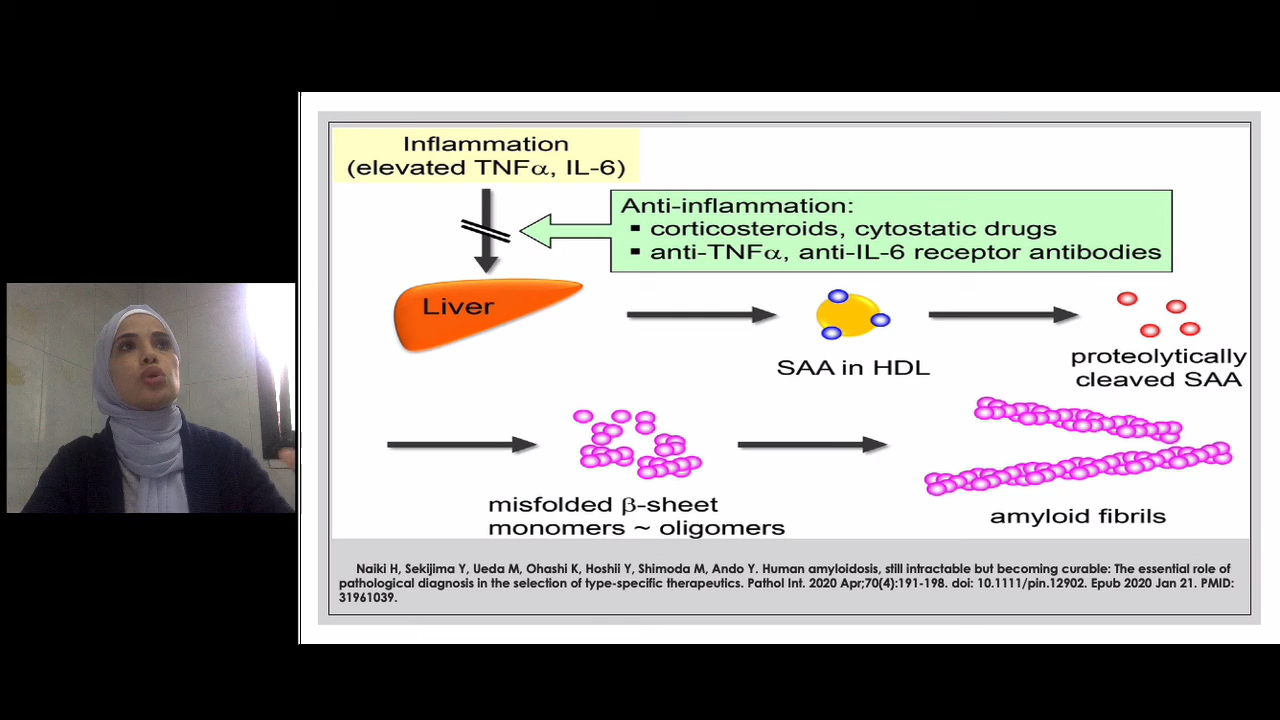 Inflammation
(elevated TNFα, IL-6)
Anti-inflammation:
▪ corticosteroids, cytostatic drugs
▪ anti-TNFα, anti-IL-6 receptor antibodies
Liver
SAA in HDL
proteolytically
cleaved SAA
misfolded β-sheet
monomers ~ oligomers
amyloid fibrils
Naiki H, Sekijima Y, Ueda M, Ohashi K, Hoshii Y, Shimoda M, Ando Y. Human amyloidosis, still intractable but becoming curable: The essential role of
pathological diagnosis in the selection of type-specific therapeutics. Pathol Int. 2020 Apr;70(4):191-198. doi: 10.1111/pin.12902. Epub 2020 Jan 21. PMID:
31961039.